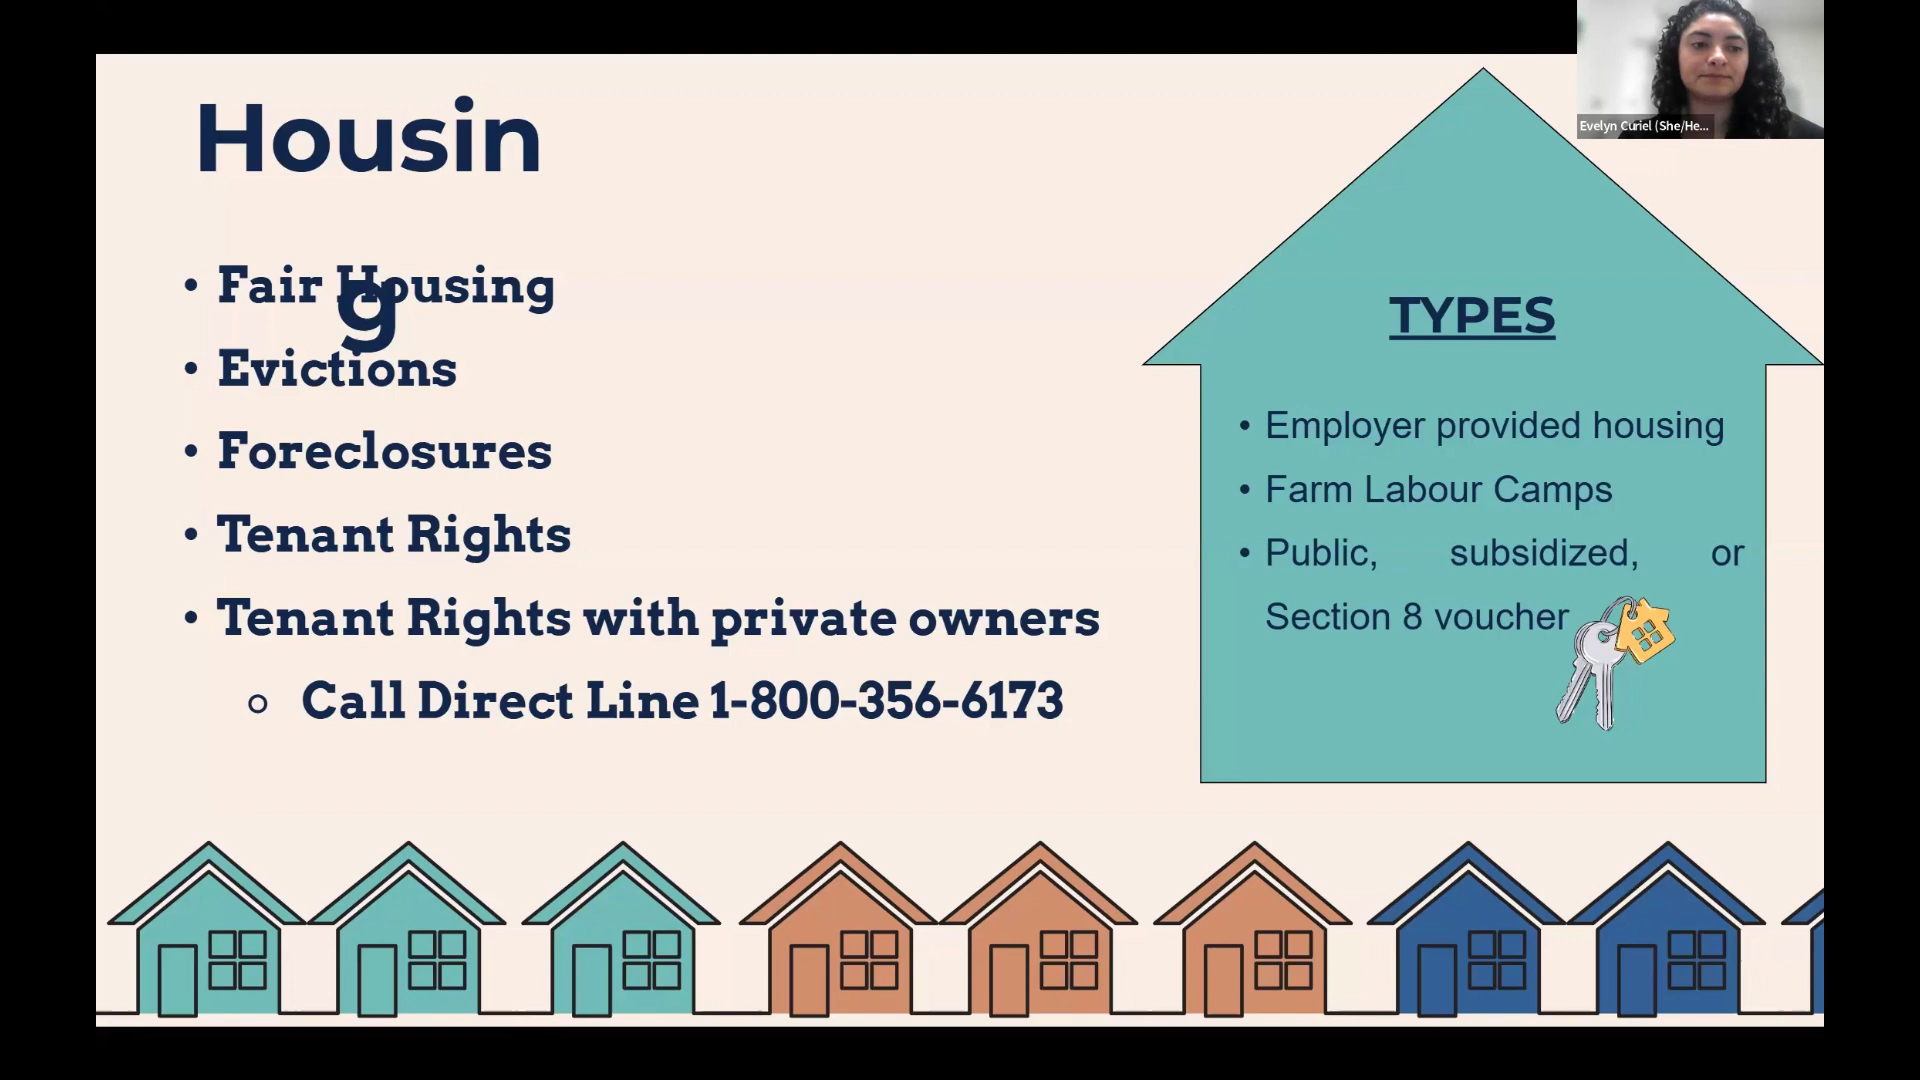 Housin
g
• Fair Housing
• Evictions
• Foreclosures
• Tenant Rights
• Tenant Rights with private owners
○ Call Direct Line 1-800-356-6173
TYPES
• Employer provided housing
• Farm Labour Camps
• Public, subsidized, or
Section 8 voucher
Evelyn Curiel (She/He...